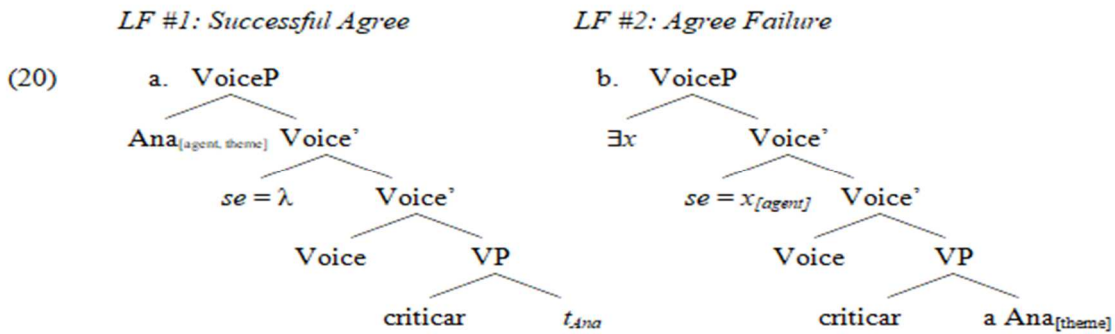 LF #1: Successful Agree LF #2: Agree Failure
(20) a. VoiceP b. VoiceP
Ana[agent, theme] Voice’ ∃x Voice’
se = λ Voice’ se = x[agent] Voice’
Voice VP Voice VP
criticar tAna criticar a Ana[theme]